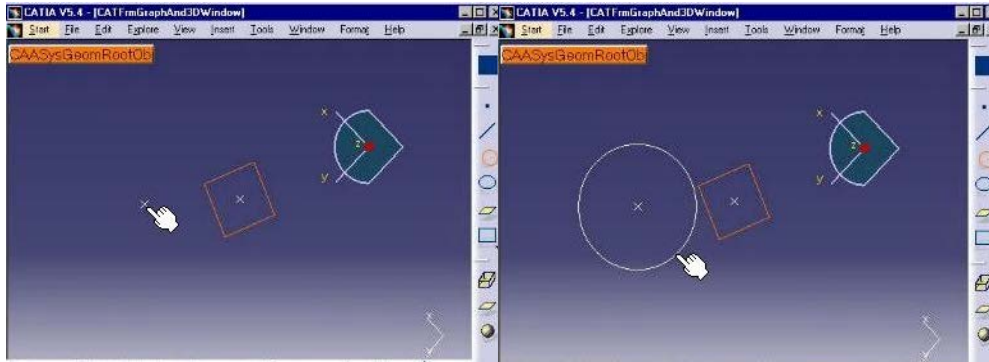 CATIA V5.4 - [CATFrmGraphAnd3DWindow]
Start File Edit Explore View Insert Tools Window Format Help
CAASysGeomRootObj
x
z
y
x
y
CATIA V5.4 - [CATFrmGraphAnd3DWindow]
Start File Edit Explore View Insert Tools Window Format Help
CAASysGeomRootObj
x
z
y
x
y